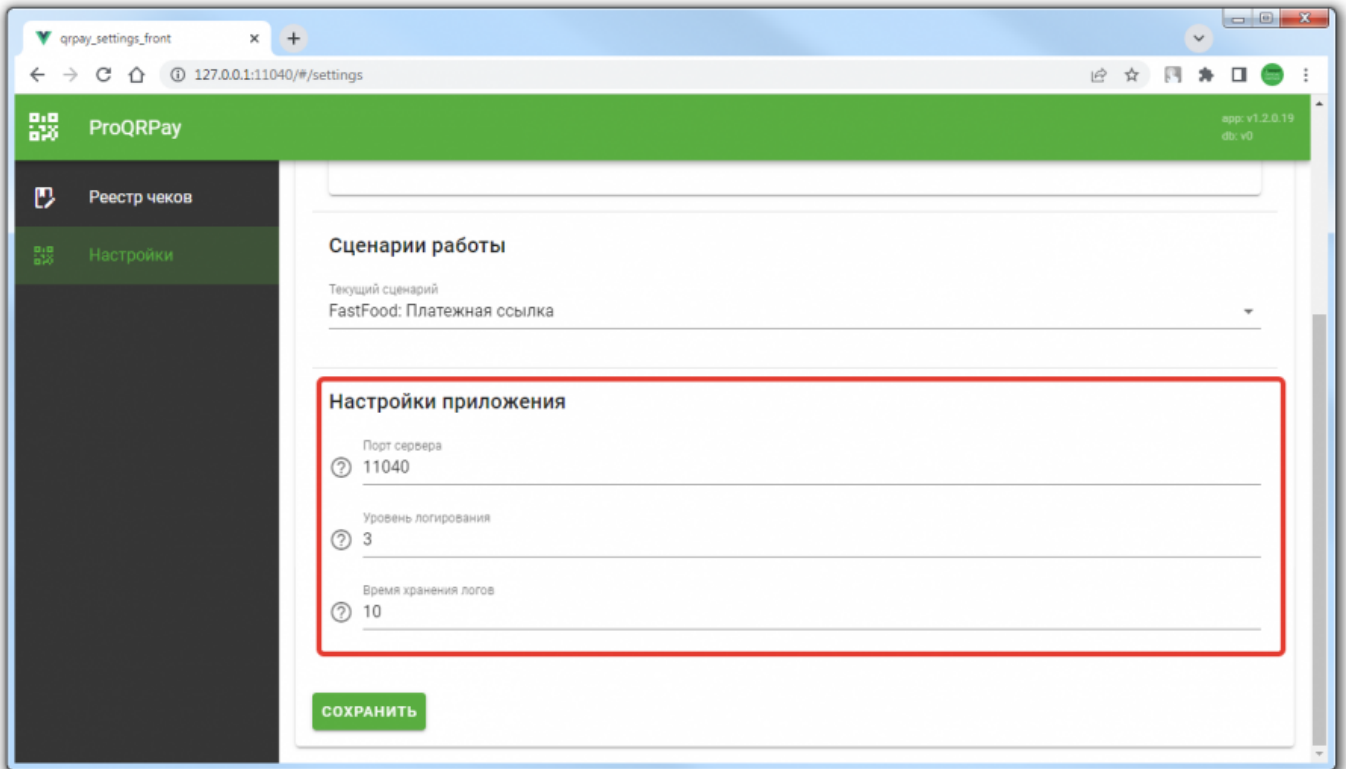 qrpay_settings_front
127.0.0.1:11040/#/settings
ProQRPay
app: v1.2.0.19
db: v0
Реестр чеков
Настройки
Сценарии работы
Текущий сценарий
FastFood: Платежная ссылка
Настройки приложения
Порт сервера
11040
Уровень логирования
3
Время хранения логов
10
СОХРАНИТЬ